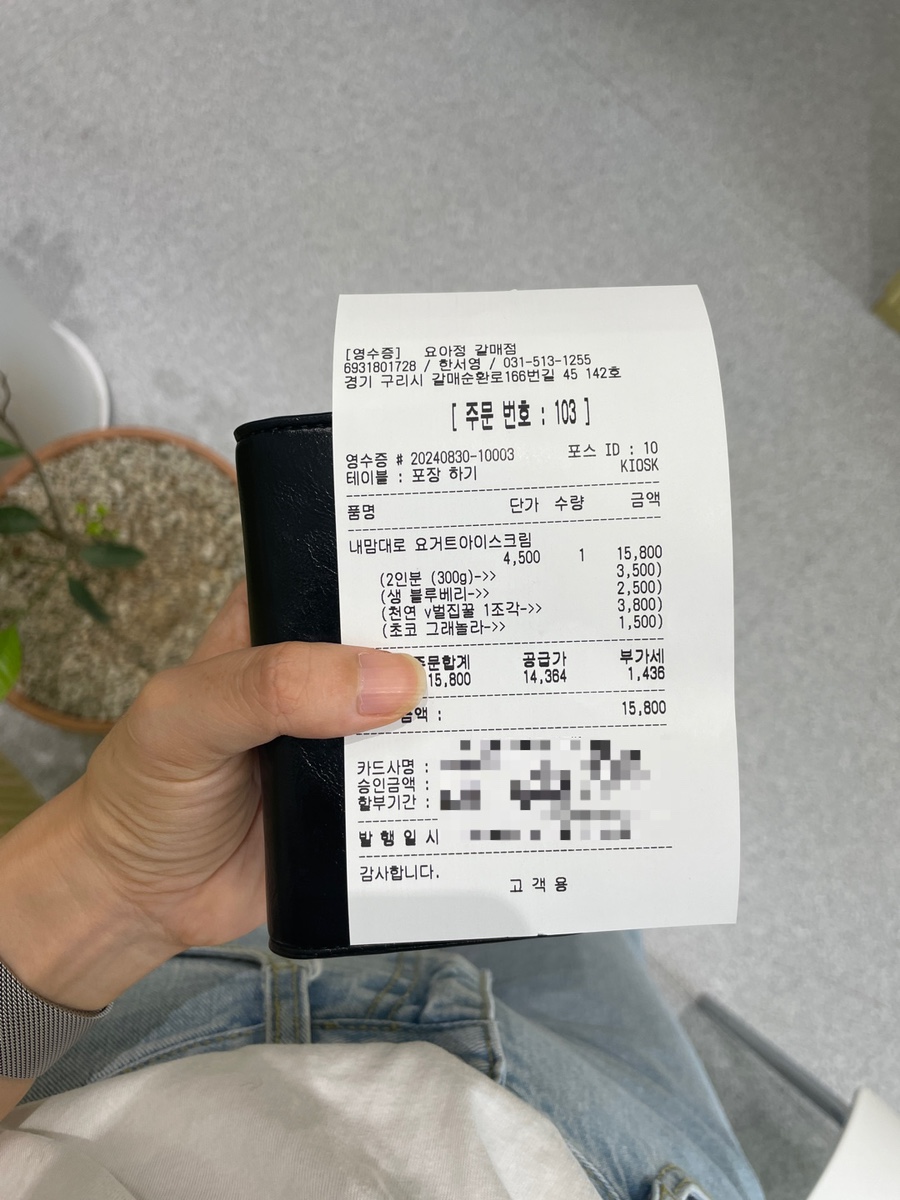 [영수증] 요아정 갈매점
6931801728 / 한서영 / 031-513-1255
경기 구리시 갈매순환로166번길 45 142호
[ 주문 번호 : 103 ]
영수증 # 20240830-10003 포스 ID : 10
테이블 : 포장 하기 KIOSK
품명 단가 수량 금액
내맘대로 요거트아이스크림
4,500 1 15,800
(2인분 (300g)->> 3,500)
(생 블루베리->> 2,500)
(천연 v벌집꿀 1조각->> 3,800)
(초코 그래놀라->> 1,500)
주문합계 공급가 부가세
15,800 14,364 1,436
금액 : 15,800
카드사명 :
승인금액 :
할부기간 :
발 행 일 시
감사합니다.
고 객 용